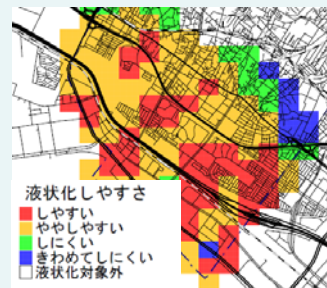 液状化しやすさ
しやすい
ややしやすい
しにくい
きわめてしにくい
液状化対象外